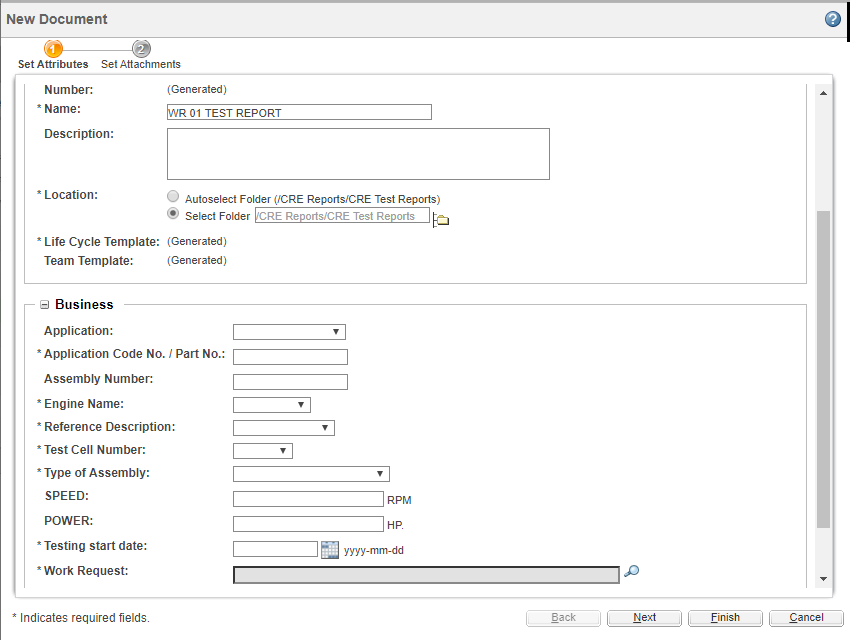 New Document
?
1 2
Set Attributes Set Attachments
Number: (Generated)
* Name: WR 01 TEST REPORT
Description:
* Location: Autoselect Folder (/CRE Reports/CRE Test Reports)
Select Folder /CRE Reports/CRE Test Reports
* Life Cycle Template: (Generated)
Team Template: (Generated)
Business
Application:
* Application Code No. / Part No.:
Assembly Number:
* Engine Name:
* Reference Description:
* Test Cell Number:
* Type of Assembly:
SPEED: RPM
POWER: HP.
* Testing start date: yyyy-mm-dd
* Work Request:
* Indicates required fields.
Back Next Finish Cancel